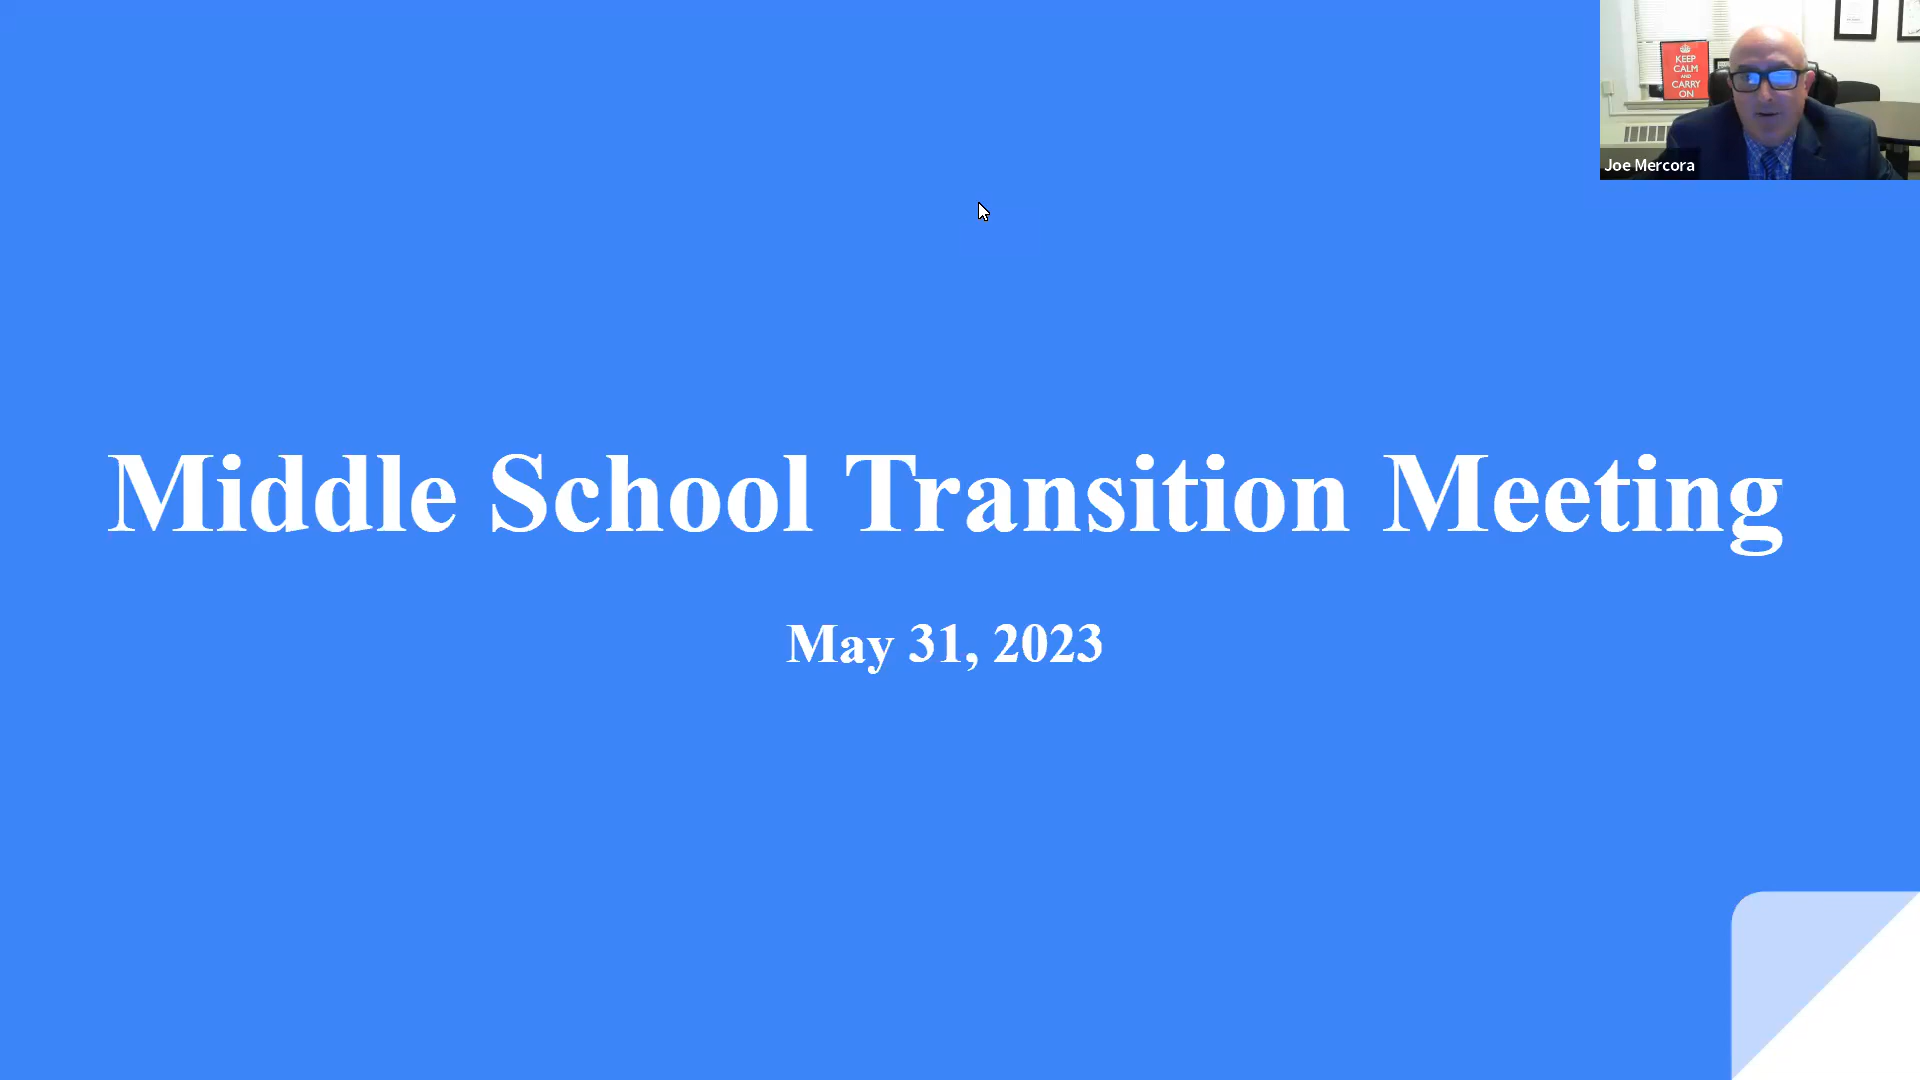 KEEP
CALM
AND
CARRY
ON
Joe Mercora
Middle School Transition Meeting
May 31, 2023